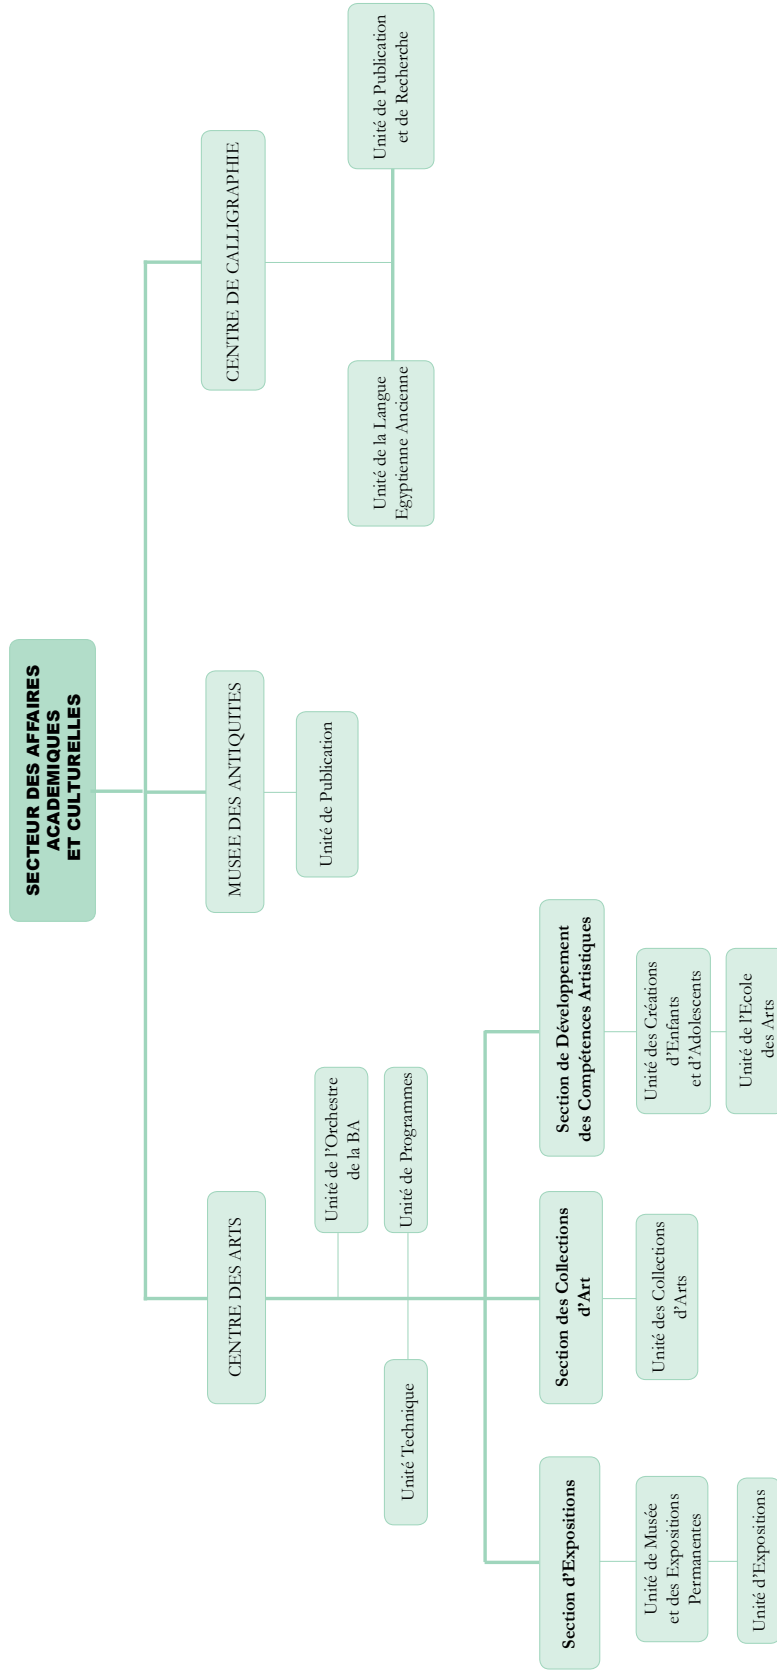 SECTEUR DES AFFAIRES
ACADEMIQUES
ET CULTURELLES
CENTRE DES ARTS
MUSEE DES ANTIQUITES
CENTRE DE CALLIGRAPHIE
Unité de l'Orchestre
de la BA
Unité Technique
Unité de Programmes
Unité de Publication
Unité de la Langue
Egyptienne Ancienne
Unité de Publication
et de Recherche
Section d'Expositions
Section des Collections
d'Art
Section de Développement
des Compétences Artistiques
Unité de Musée
et des Expositions
Permanentes
Unité des Collections
d'Arts
Unité des Créations
d'Enfants
et d'Adolescents
Unité d'Expositions
Unité de l'Ecole
des Arts